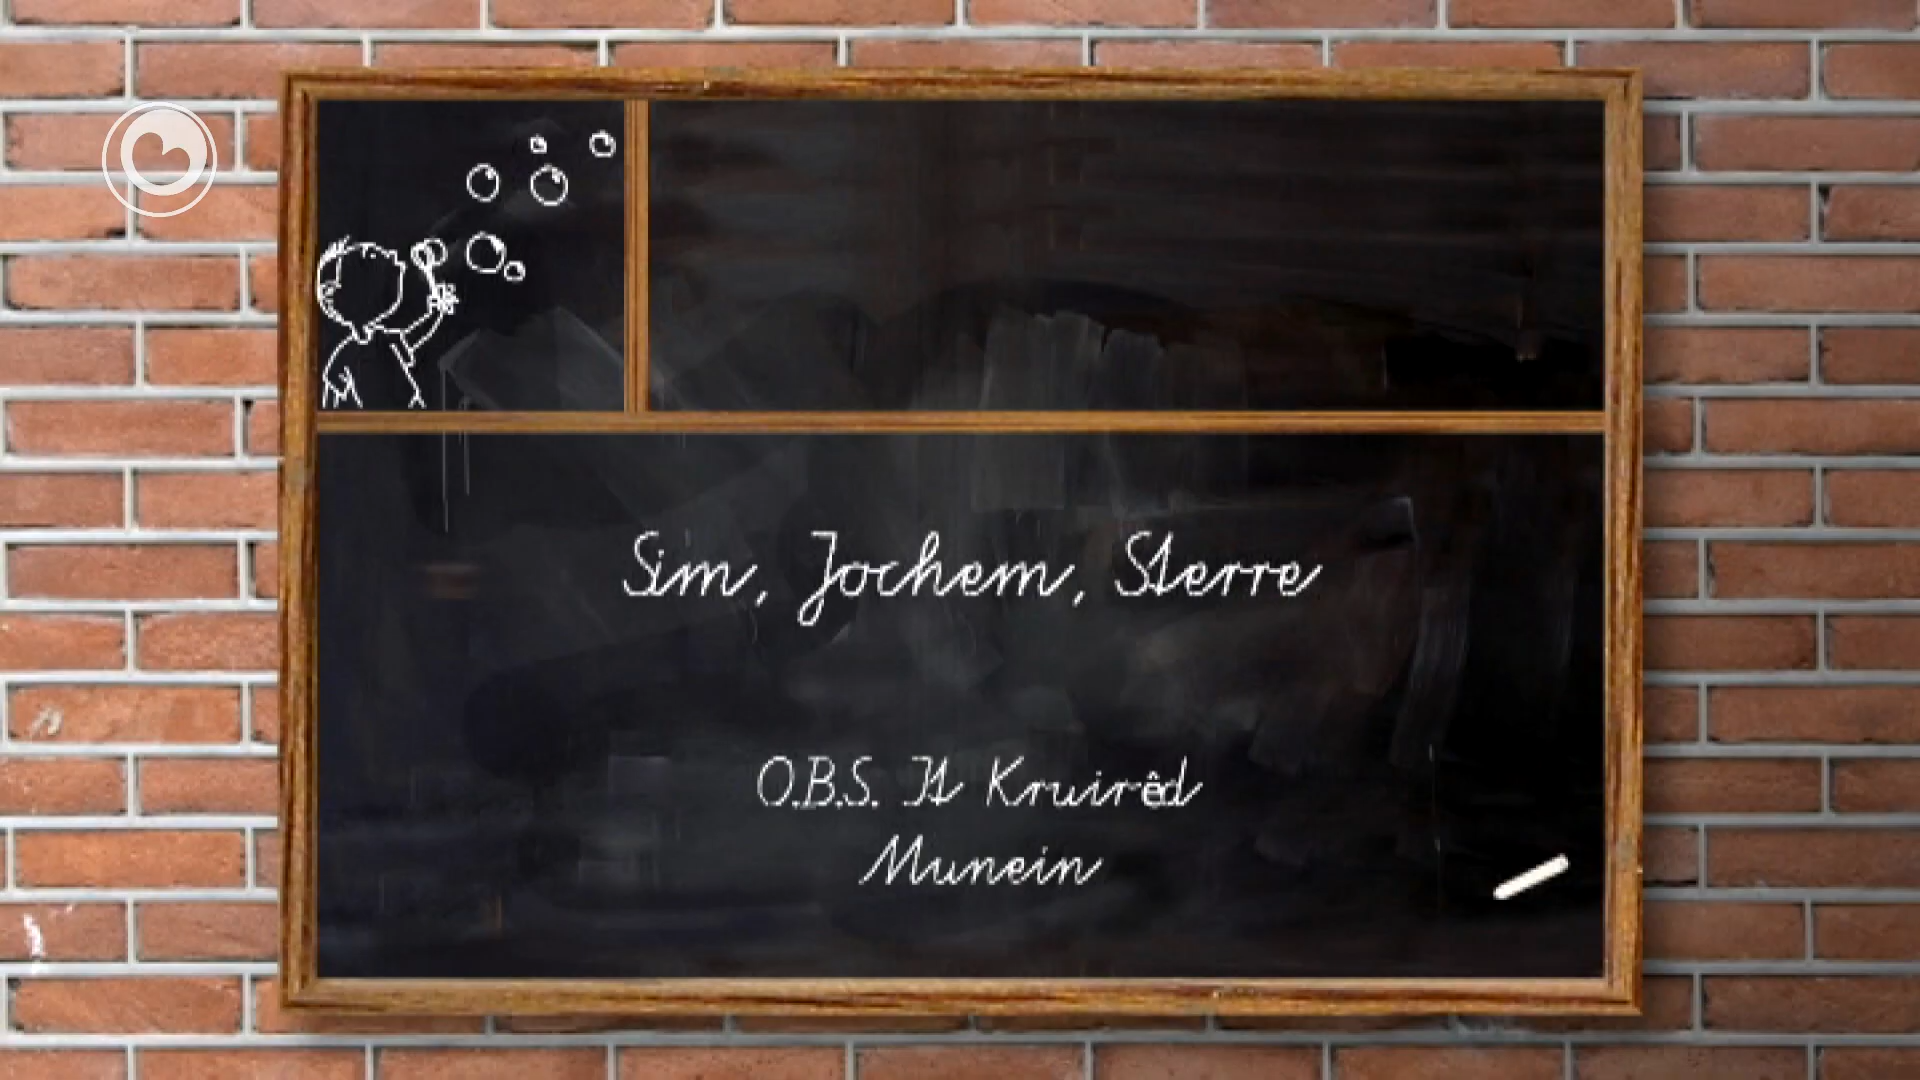 Sim, Jochem, Sterre
O.B.S. It Kruirêd
Munein